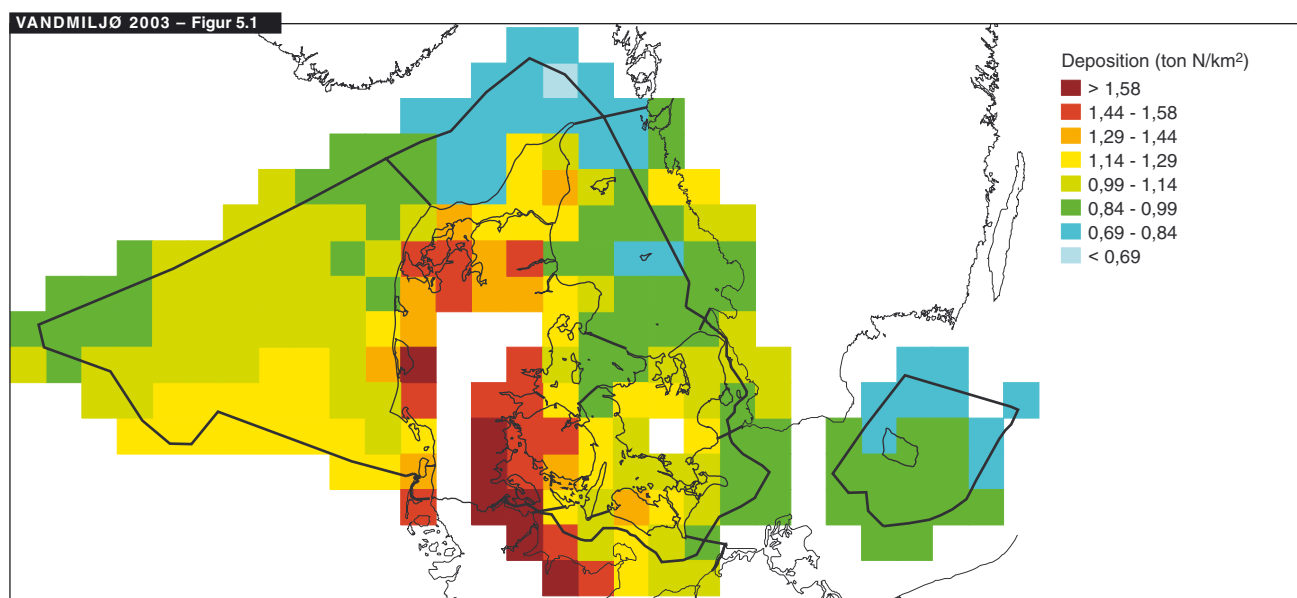 VANDMILJØ 2003 – Figur 5.1
Deposition (ton N/km²)
> 1,58
1,44 - 1,58
1,29 - 1,44
1,14 - 1,29
0,99 - 1,14
0,84 - 0,99
0,69 - 0,84
< 0,69